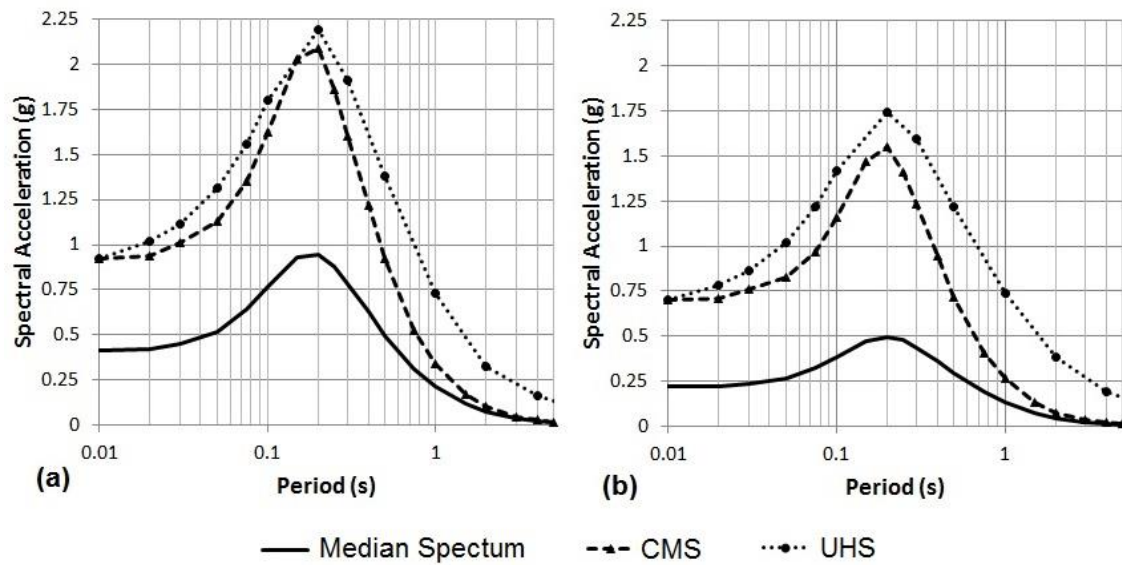 2.25
2
1.75
1.5
1.25
1
0.75
0.5
0.25
0
Spectral Acceleration (g)
0.01 0.1 1
(a)
Period (s)
2.25
2
1.75
1.5
1.25
1
0.75
0.5
0.25
0
Spectral Acceleration (g)
0.01 0.1 1
(b)
Period (s)
Median Spectum CMS UHS